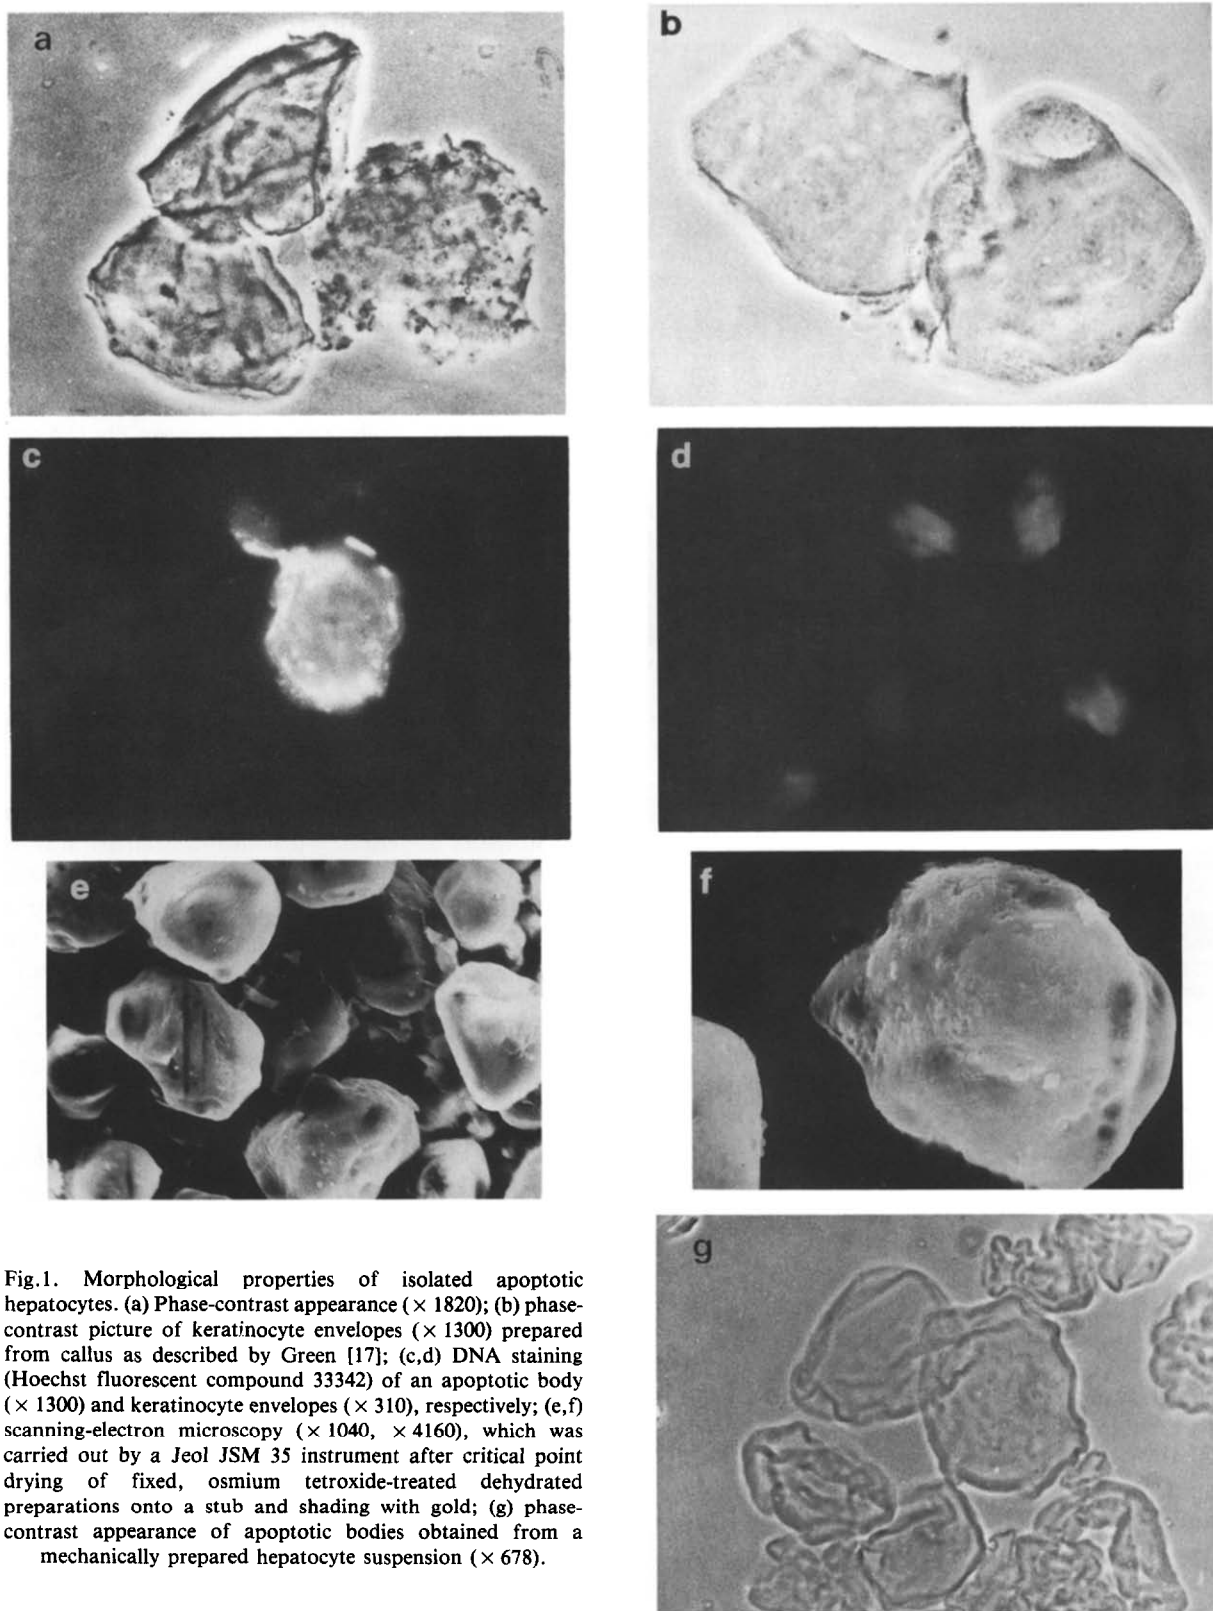 a
b
c
d
e
f
g
Fig.1. Morphological properties of isolated apoptotic
hepatocytes. (a) Phase-contrast appearance (× 1820); (b) phase-
contrast picture of keratinocyte envelopes (× 1300) prepared
from callus as described by Green [17]; (c,d) DNA staining
(Hoechst fluorescent compound 33342) of an apoptotic body
(× 1300) and keratinocyte envelopes (× 310), respectively; (e,f)
scanning-electron microscopy (× 1040, × 4160), which was
carried out by a Jeol JSM 35 instrument after critical point
drying of fixed, osmium tetroxide-treated dehydrated
preparations onto a stub and shading with gold; (g) phase-
contrast appearance of apoptotic bodies obtained from a
mechanically prepared hepatocyte suspension (× 678).